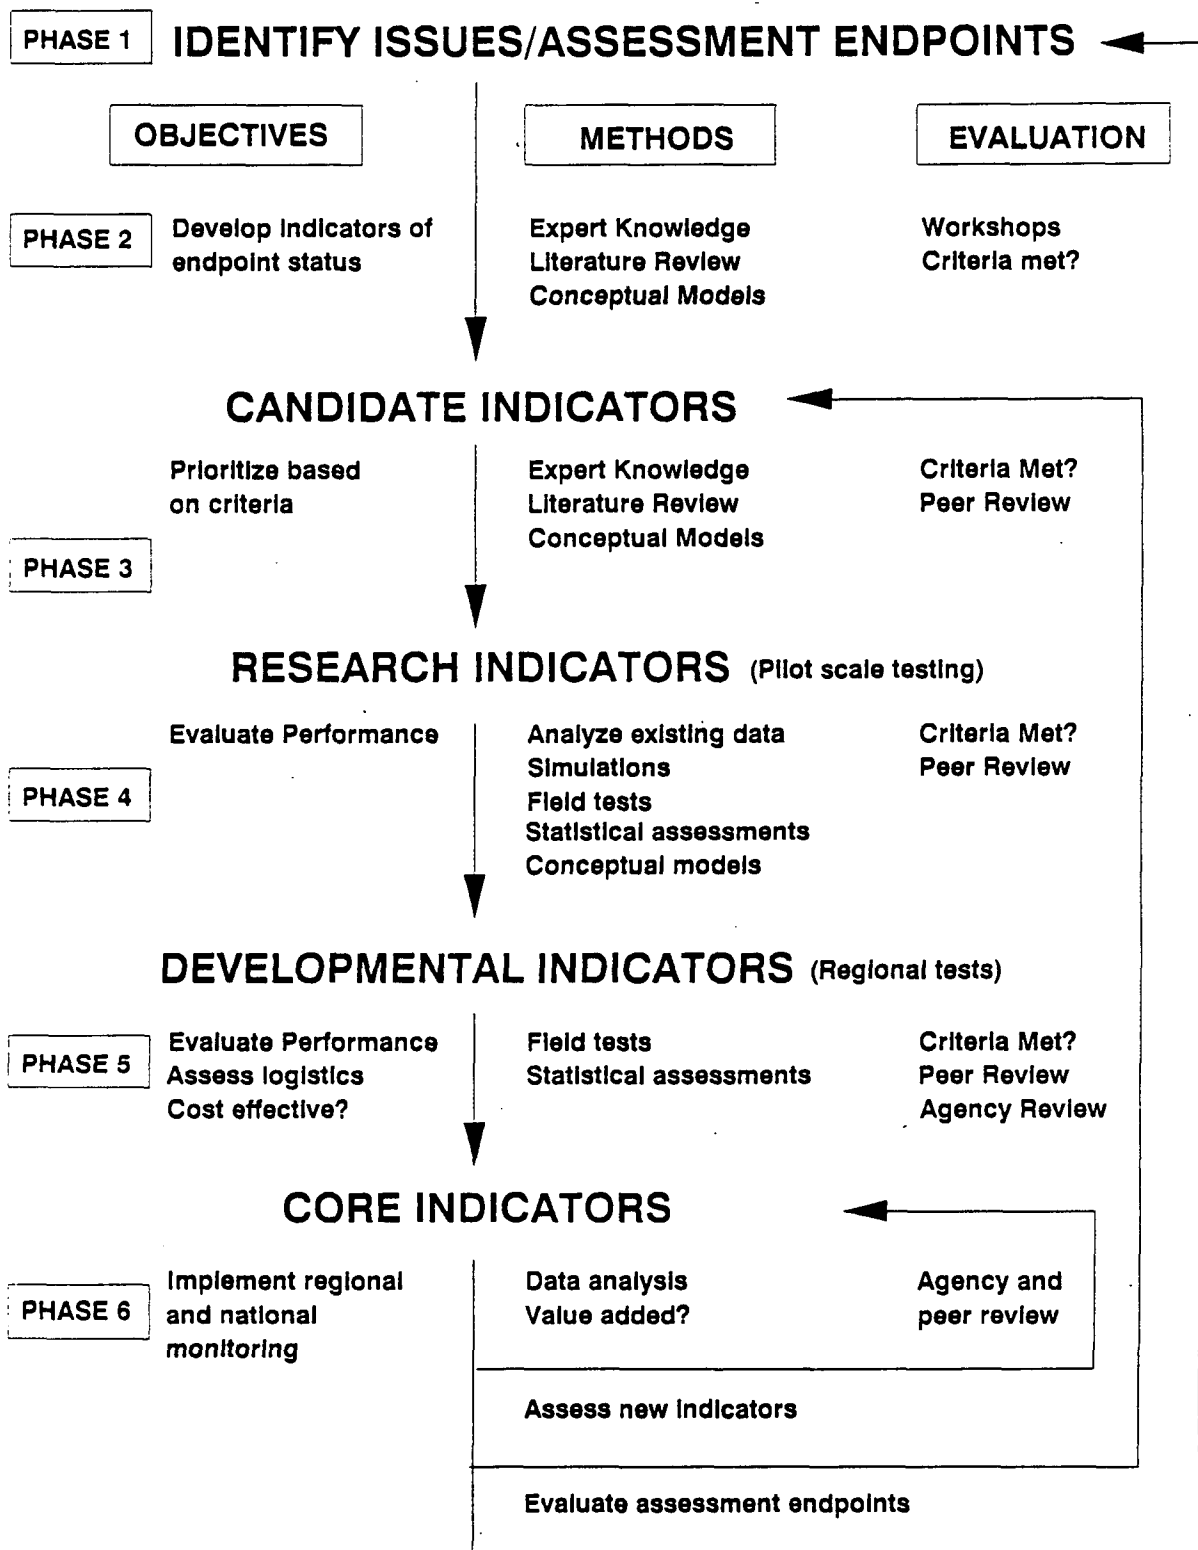 PHASE 1 IDENTIFY ISSUES/ASSESSMENT ENDPOINTS
OBJECTIVES METHODS EVALUATION
PHASE 2
Develop Indicators of
endpoint status
Expert Knowledge
Literature Review
Conceptual Models
Workshops
Criteria met?
CANDIDATE INDICATORS
Prioritize based
on criteria
Expert Knowledge
Literature Review
Conceptual Models
Criteria Met?
Peer Review
PHASE 3
RESEARCH INDICATORS (Pilot scale testing)
Evaluate Performance
Analyze existing data
Simulations
Field tests
Statistical assessments
Conceptual models
Criteria Met?
Peer Review
PHASE 4
DEVELOPMENTAL INDICATORS (Regional tests)
PHASE 5
Evaluate Performance
Assess logistics
Cost effective?
Field tests
Statistical assessments
Criteria Met?
Peer Review
Agency Review
CORE INDICATORS
PHASE 6
Implement regional
and national
monitoring
Data analysis
Value added?
Agency and
peer review
Assess new indicators
Evaluate assessment endpoints